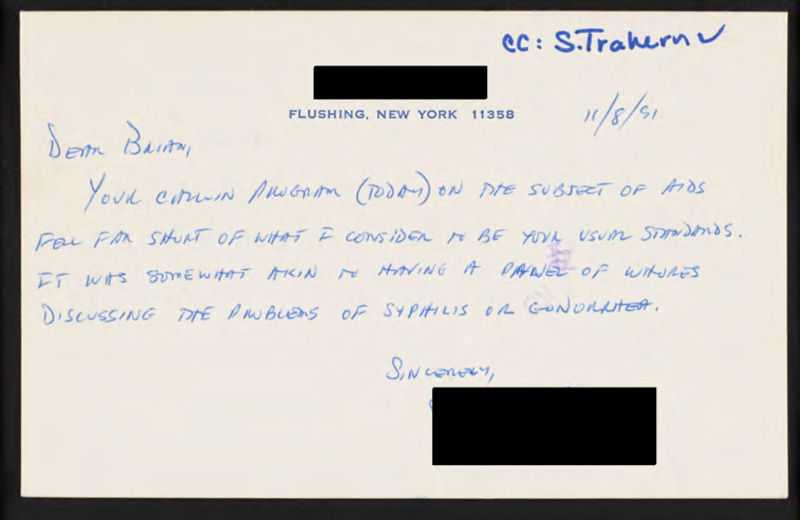 cc: S. Trahern ✓
FLUSHING, NEW YORK 11358
11/8/91
DEAR BRIAN,
YOUR CALL-IN PROGRAM (TODAY) ON THE SUBJECT OF AIDS
FELL FAR SHORT OF WHAT I CONSIDER TO BE YOUR USUAL STANDARDS.
IT WAS SOMEWHAT AKIN TO HAVING A PANEL OF WHORES
DISCUSSING THE PROBLEMS OF SYPHILIS OR GONORRHEA.
SINCERELY,